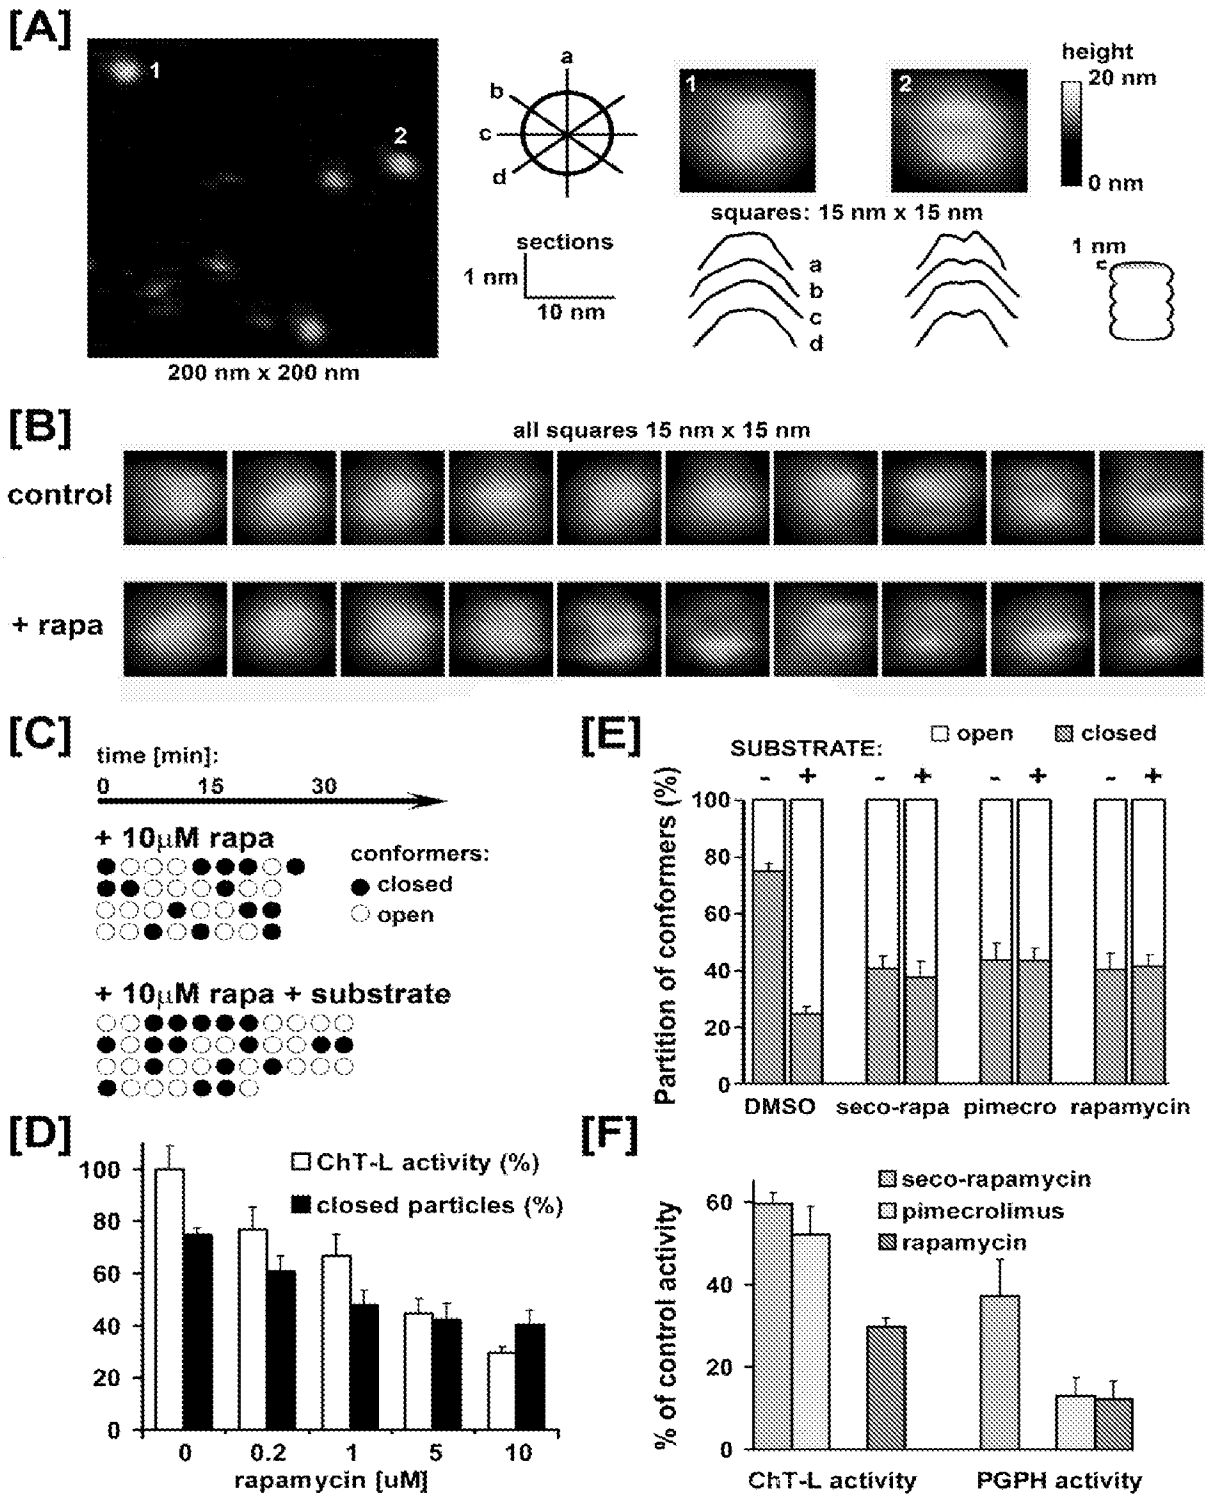 [A]
1
2
200 nm x 200 nm
a
b
c
d
sections
1 nm
10 nm
1
2
squares: 15 nm x 15 nm
a
b
c
d
height
20 nm
0 nm
1 nm
[B]
all squares 15 nm x 15 nm
control
+ rapa
[C]
time [min]:
0 15 30
+ 10µM rapa
conformers:
closed
open
+ 10µM rapa + substrate
[E]
open closed
SUBSTRATE:
- + - + - + - +
Partition of conformers (%)
100
80
60
40
20
0
DMSO seco-rapa pimecro rapamycin
[D]
ChT-L activity (%)
closed particles (%)
100
80
60
40
20
0
0 0.2 1 5 10
rapamycin [uM]
[F]
seco-rapamycin
pimecrolimus
rapamycin
% of control activity
60
40
20
0
ChT-L activity PGPH activity